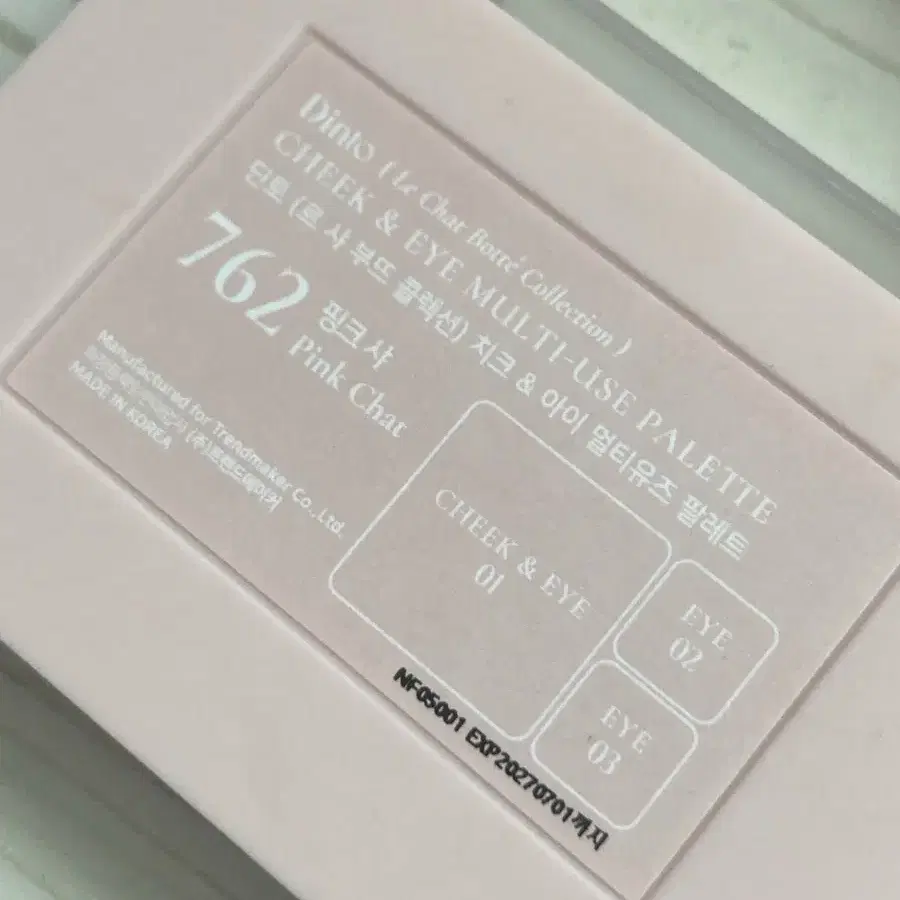 Dinto ( Le Chat Botté Collection )
CHEEK & EYE MULTI-USE PALETTE
딘토 (르 샤 부뜨 콜렉션) 치크 & 아이 멀티유즈 팔레트
762 핑크 샤
Pink Chat
Manufactured for Trendmaker Co.,Ltd.
(주)트렌드메이커
MADE IN KOREA
CHEEK & EYE
01
EYE
02
EYE
03
NF05001 EXP20270701까지